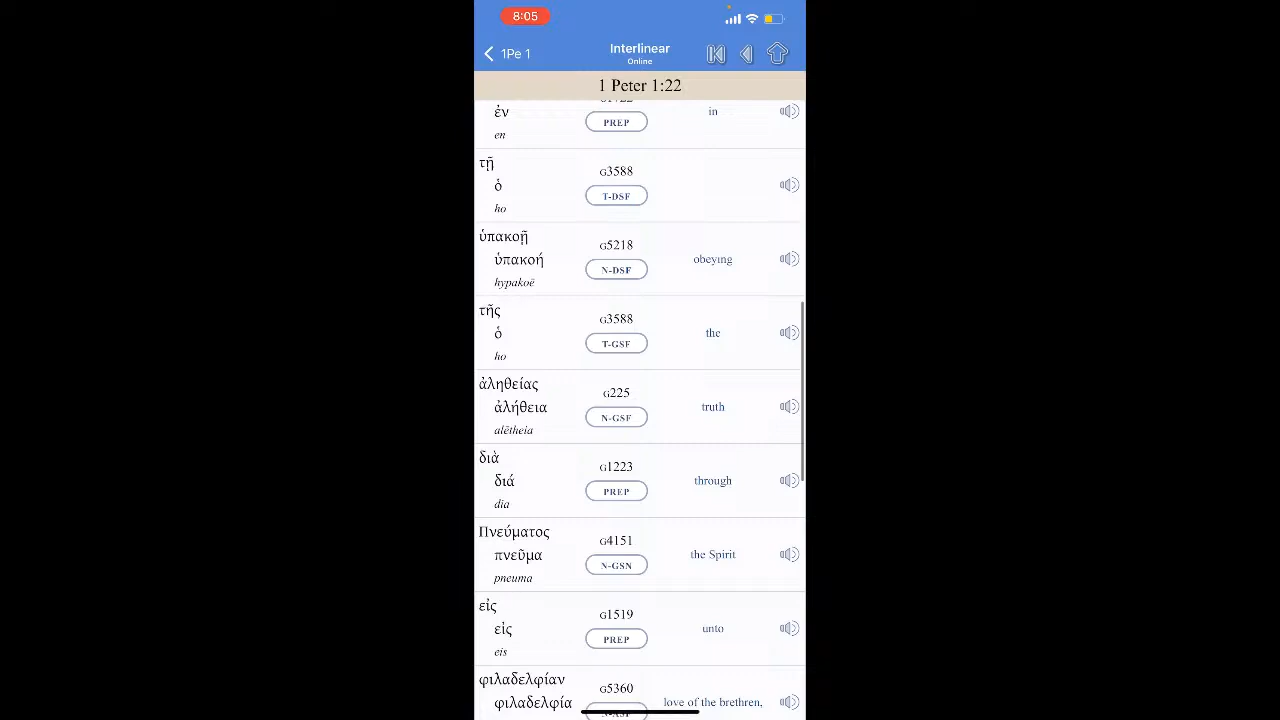 8:05
1Pe 1
Interlinear
Online
1 Peter 1:22
ἐν
en
PREP
in
τῇ
ὁ
ho
G3588
T-DSF
ὑπακοῇ
ὑπακοή
hypakoē
G5218
N-DSF
obeying
τῆς
ὁ
ho
G3588
T-GSF
the
ἀληθείας
ἀλήθεια
alētheia
G225
N-GSF
truth
διὰ
διά
dia
G1223
PREP
through
Πνεύματος
πνεῦμα
pneuma
G4151
N-GSN
the Spirit
εἰς
εἰς
eis
G1519
PREP
unto
φιλαδελφίαν
φιλαδελφία
G5360
love of the brethren,